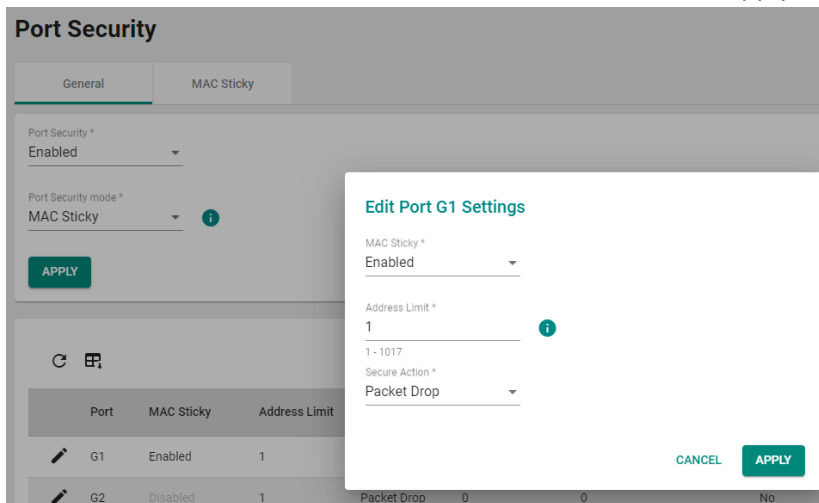 Port Security
General MAC Sticky
Port Security *
Enabled
Port Security mode *
MAC Sticky
APPLY
Edit Port G1 Settings
MAC Sticky *
Enabled
Address Limit *
1
1 - 1017
Secure Action *
Packet Drop
CANCEL APPLY
Port MAC Sticky Address Limit
G1 Enabled 1
G2 Disabled 1 Packet Drop 0 0 No